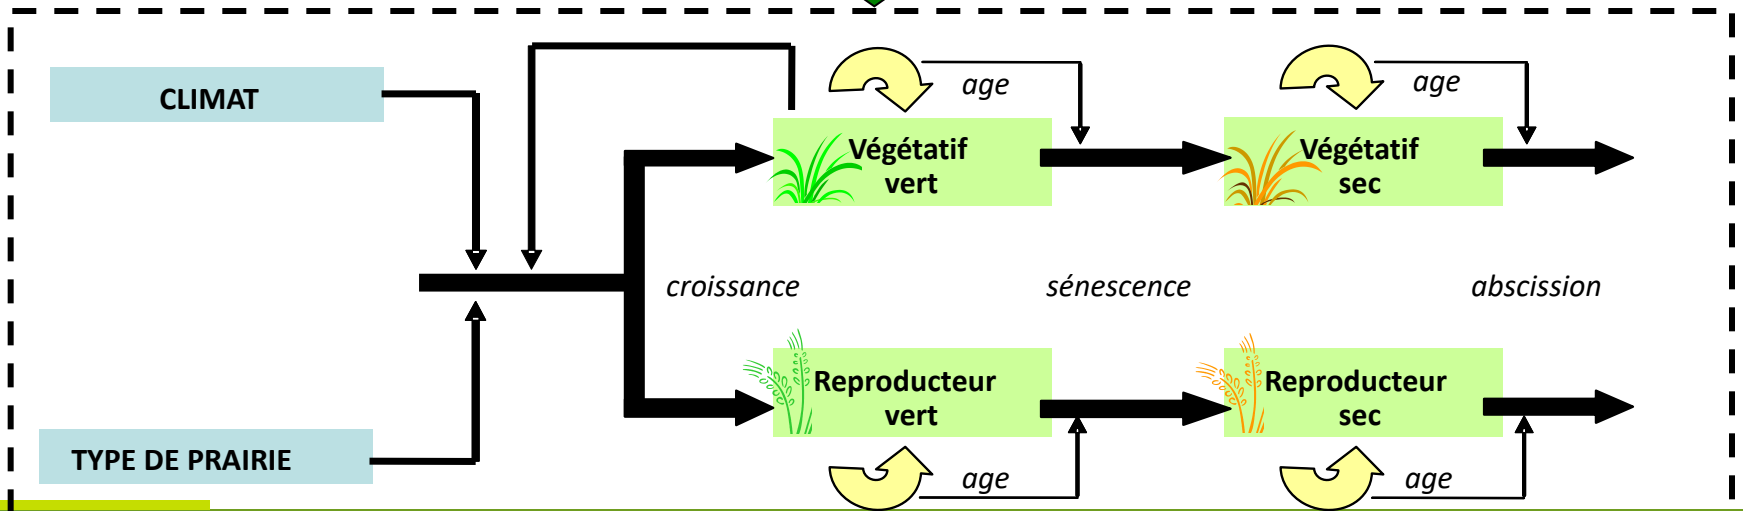 CLIMAT
age
age
Végétatif
vert
Végétatif
sec
croissance
sénescence
abscission
Reproducteur
vert
Reproducteur
sec
TYPE DE PRAIRIE
age
age